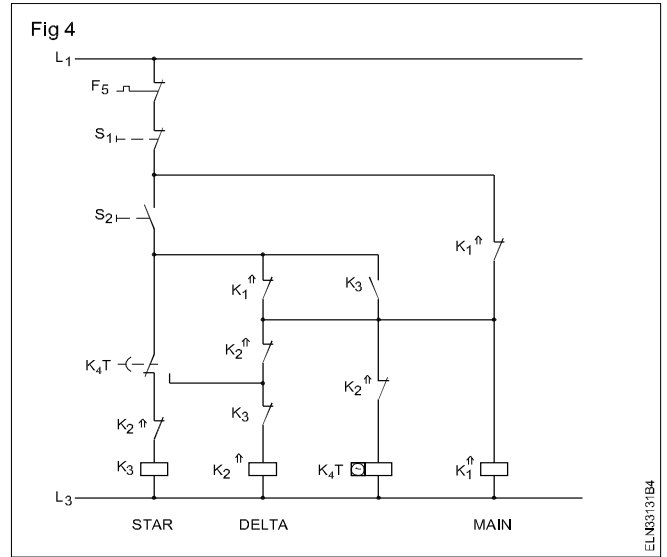 Fig 4
L1
F5
S1
K1
S2
K1 K3
K2
K4T K2
K2 K3
K3 K2 K4T K1
L3
STAR DELTA MAIN
ELN33131B4